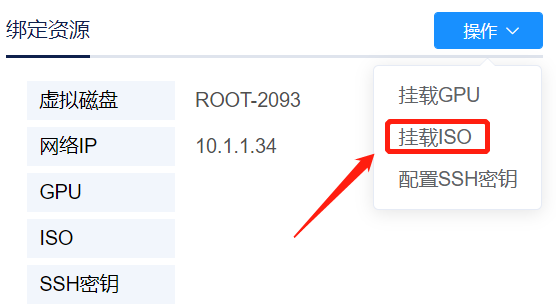 绑定资源
操作
虚拟磁盘 ROOT-2093
网络IP 10.1.1.34
GPU
ISO
SSH密钥
挂载GPU
挂载ISO
配置SSH密钥